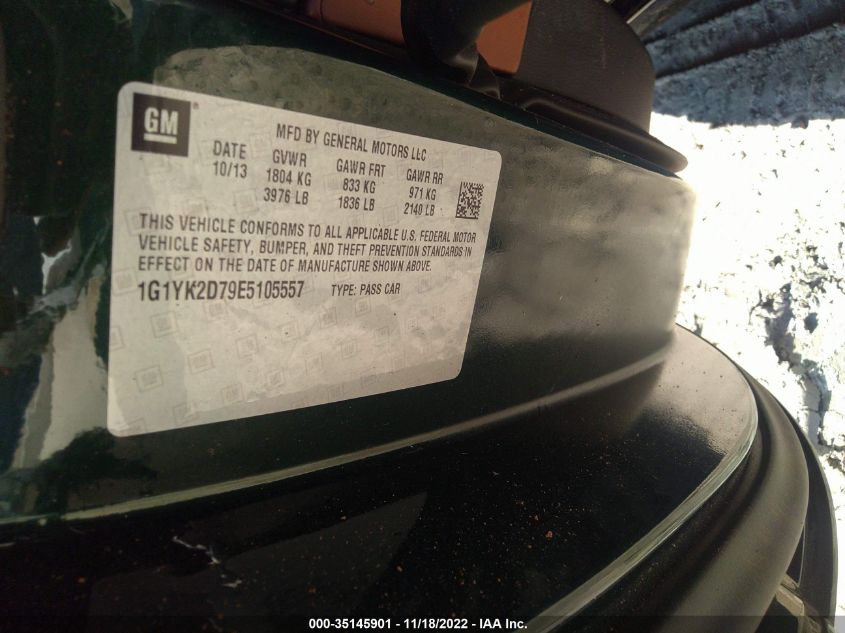 GM
MFD BY GENERAL MOTORS LLC
DATE GVWR GAWR FRT GAWR RR
10/13 1804 KG 833 KG 971 KG
3976 LB 1836 LB 2140 LB
THIS VEHICLE CONFORMS TO ALL APPLICABLE U.S. FEDERAL MOTOR
VEHICLE SAFETY, BUMPER, AND THEFT PREVENTION STANDARDS IN
EFFECT ON THE DATE OF MANUFACTURE SHOWN ABOVE.
1G1YK2D79E5105557 TYPE: PASS CAR
000-35145901 - 11/18/2022 - IAA Inc.